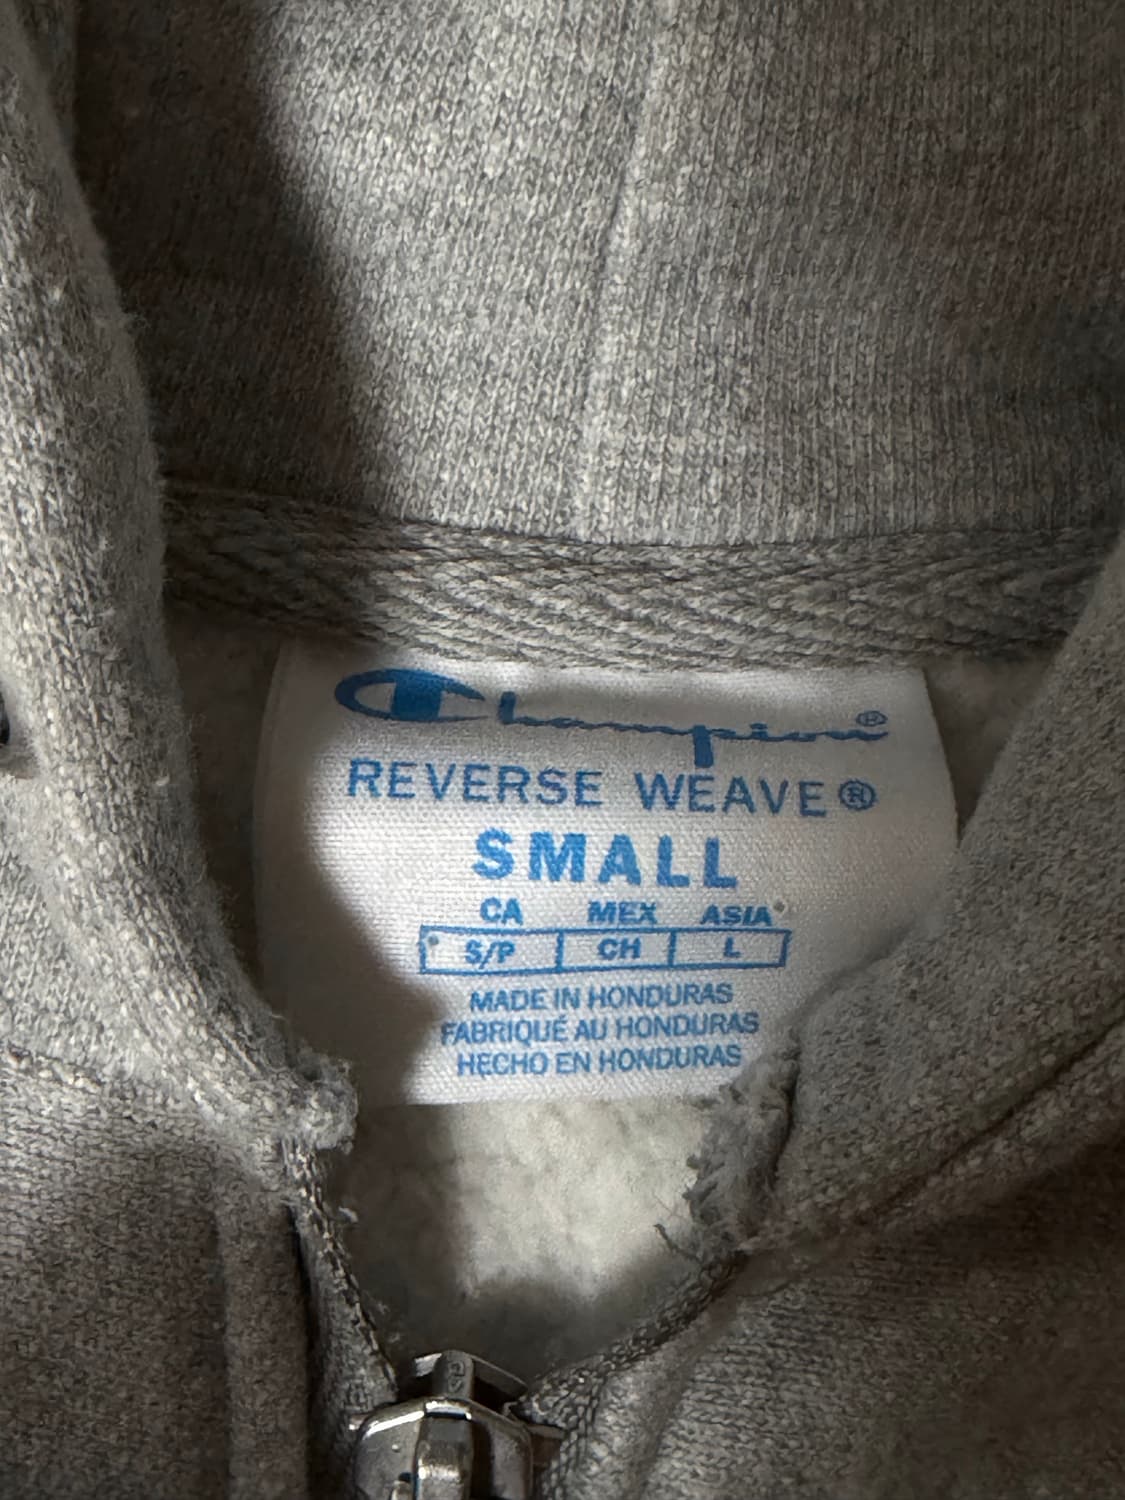 Champion®
REVERSE WEAVE®
SMALL
CA MEX ASIA
S/P CH L
MADE IN HONDURAS
FABRIQUÉ AU HONDURAS
HECHO EN HONDURAS